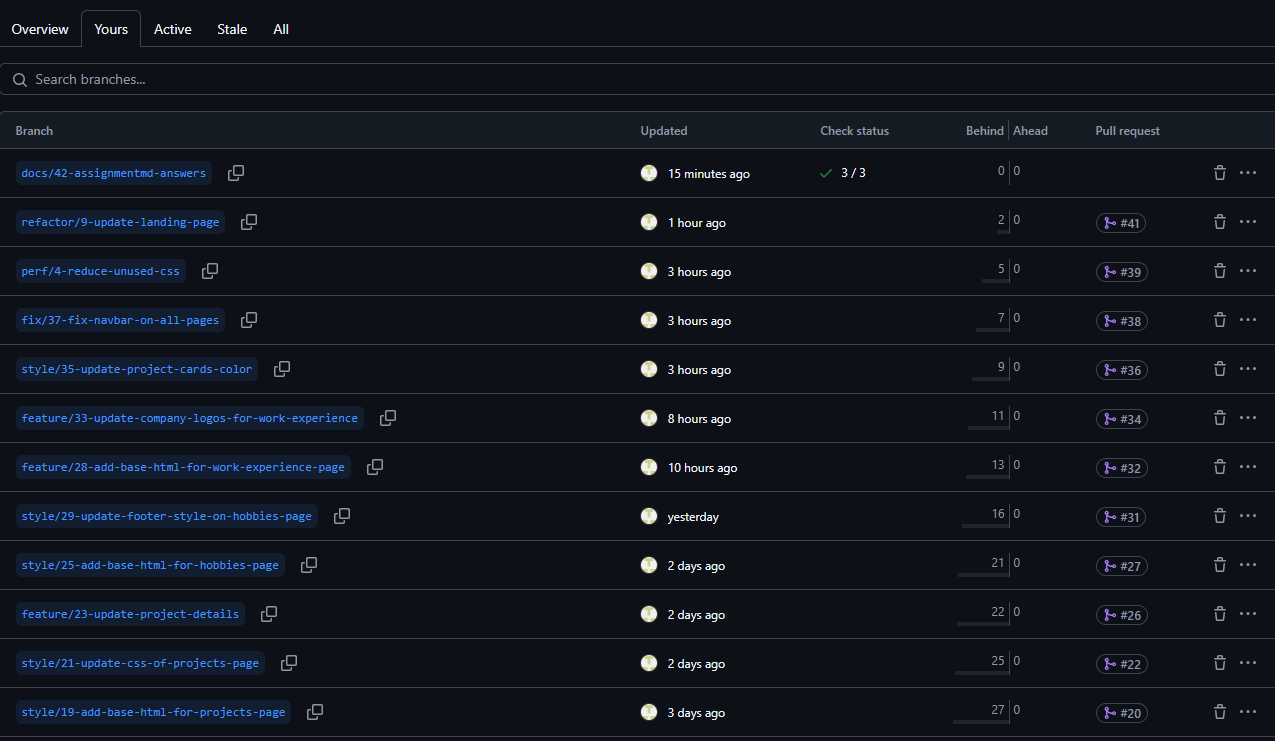 Overview Yours Active Stale All
Search branches...
Branch Updated Check status Behind Ahead Pull request
docs/42-assignmentmd-answers 15 minutes ago 3 / 3 0 0
refactor/9-update-landing-page 1 hour ago 2 0 #41
perf/4-reduce-unused-css 3 hours ago 5 0 #39
fix/37-fix-navbar-on-all-pages 3 hours ago 7 0 #38
style/35-update-project-cards-color 3 hours ago 9 0 #36
feature/33-update-company-logos-for-work-experience 8 hours ago 11 0 #34
feature/28-add-base-html-for-work-experience-page 10 hours ago 13 0 #32
style/29-update-footer-style-on-hobbies-page yesterday 16 0 #31
style/25-add-base-html-for-hobbies-page 2 days ago 21 0 #27
feature/23-update-project-details 2 days ago 22 0 #26
style/21-update-css-of-projects-page 2 days ago 25 0 #22
style/19-add-base-html-for-projects-page 3 days ago 27 0 #20